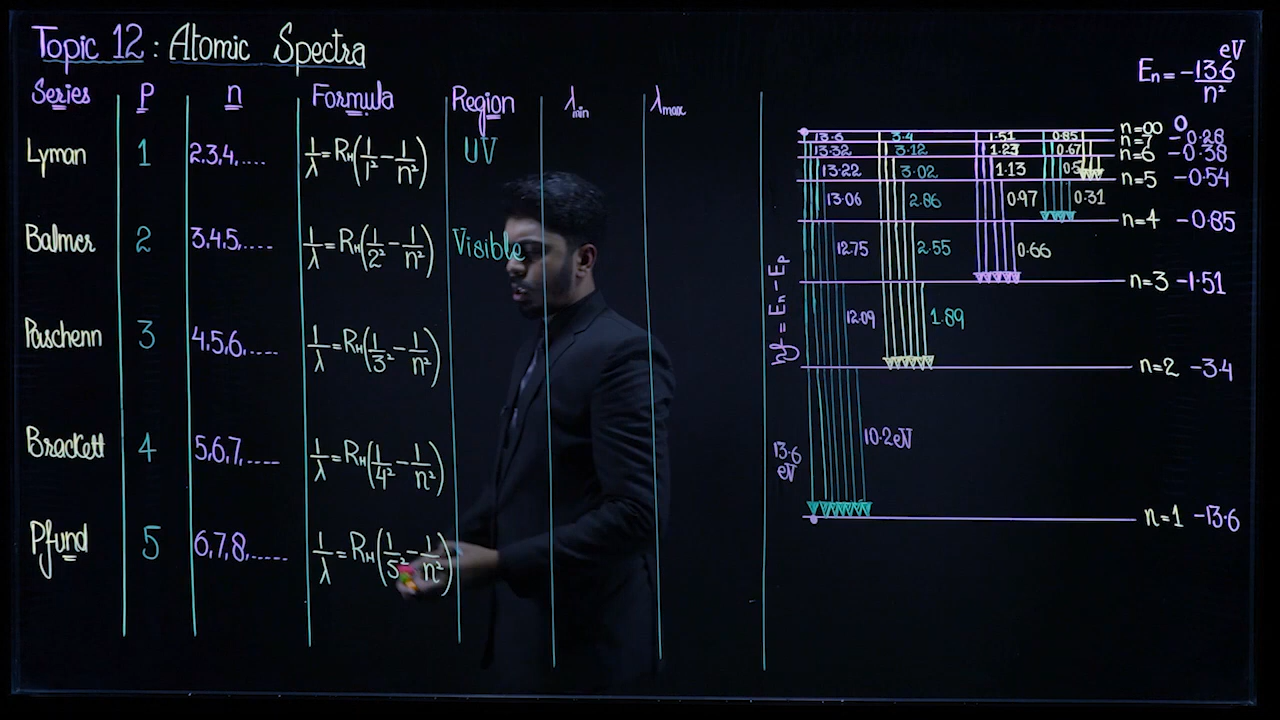 Topic 12 : Atomic Spectra
Series P n Formula Region λmin λmax
Lyman 1 2,3,4,.... 1/λ = RH(1/1² − 1/n²) UV
Balmer 2 3,4,5,.... 1/λ = RH(1/2² − 1/n²) Visible
Paschenn 3 4,5,6,.... 1/λ = RH(1/3² − 1/n²)
Brackett 4 5,6,7,.... 1/λ = RH(1/4² − 1/n²)
Pfund 5 6,7,8,..... 1/λ = RH(1/5² − 1/n²)
En = −13.6/n² eV
n=∞ 0
13.6 3.4 1.51 0.85 n=7 −0.28
13.32 3.12 1.23 0.67 n=6 −0.38
13.22 3.02 1.13 n=5 −0.54
13.06 2.86 0.97 0.31 n=4 −0.85
12.75 2.55 0.66 n=3 −1.51
12.09 1.89 n=2 −3.4
10.2eV
13.6 eV
n=1 −13.6
hf = En − Ep